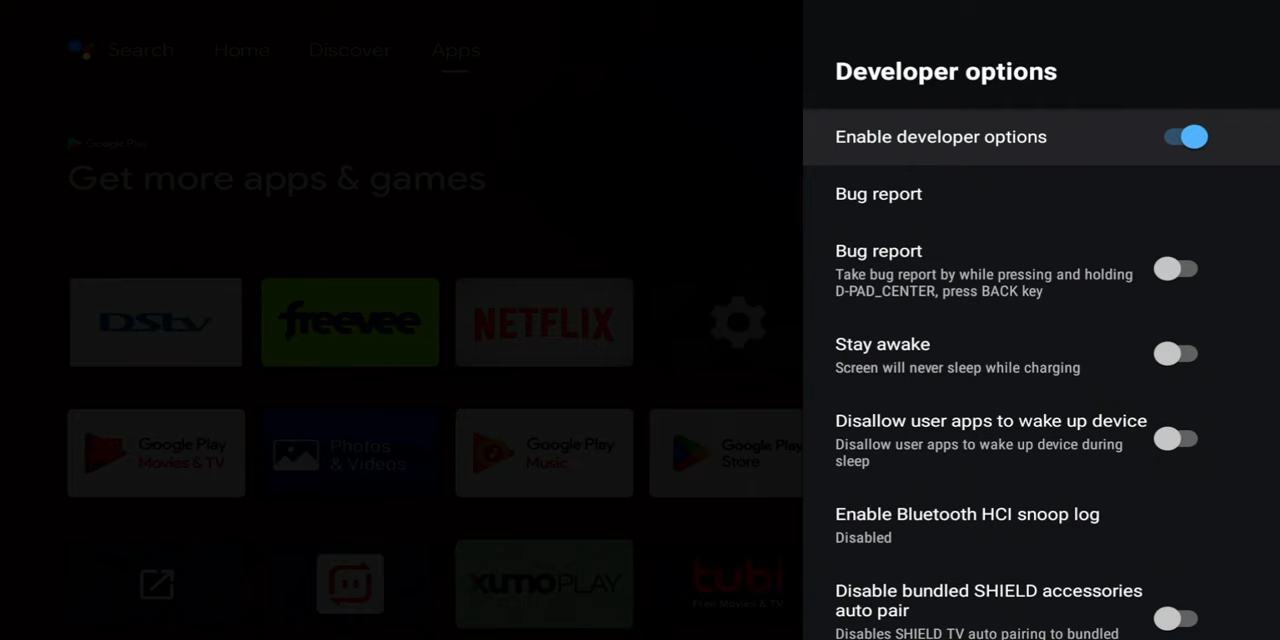 Search Home Discover Apps
Google Play
Get more apps & games
DStv
freevee
NETFLIX
Google Play
Movies & TV
Photos
& Videos
Google Play
Music
Google Play
Store
xumo PLAY
tubi
Free Movies & TV
Developer options
Enable developer options
Bug report
Bug report
Take bug report by while pressing and holding
D-PAD_CENTER, press BACK key
Stay awake
Screen will never sleep while charging
Disallow user apps to wake up device
Disallow user apps to wake up device during
sleep
Enable Bluetooth HCI snoop log
Disabled
Disable bundled SHIELD accessories
auto pair
Disables SHIELD TV auto pairing to bundled